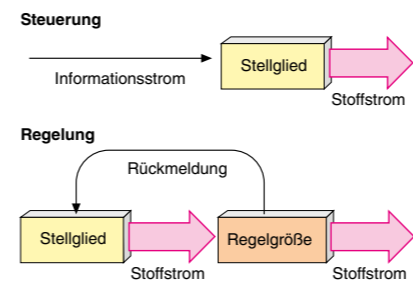 Steuerung
Informationsstrom
Stellglied
Stoffstrom
Regelung
Rückmeldung
Stellglied
Stoffstrom
Regelgröße
Stoffstrom